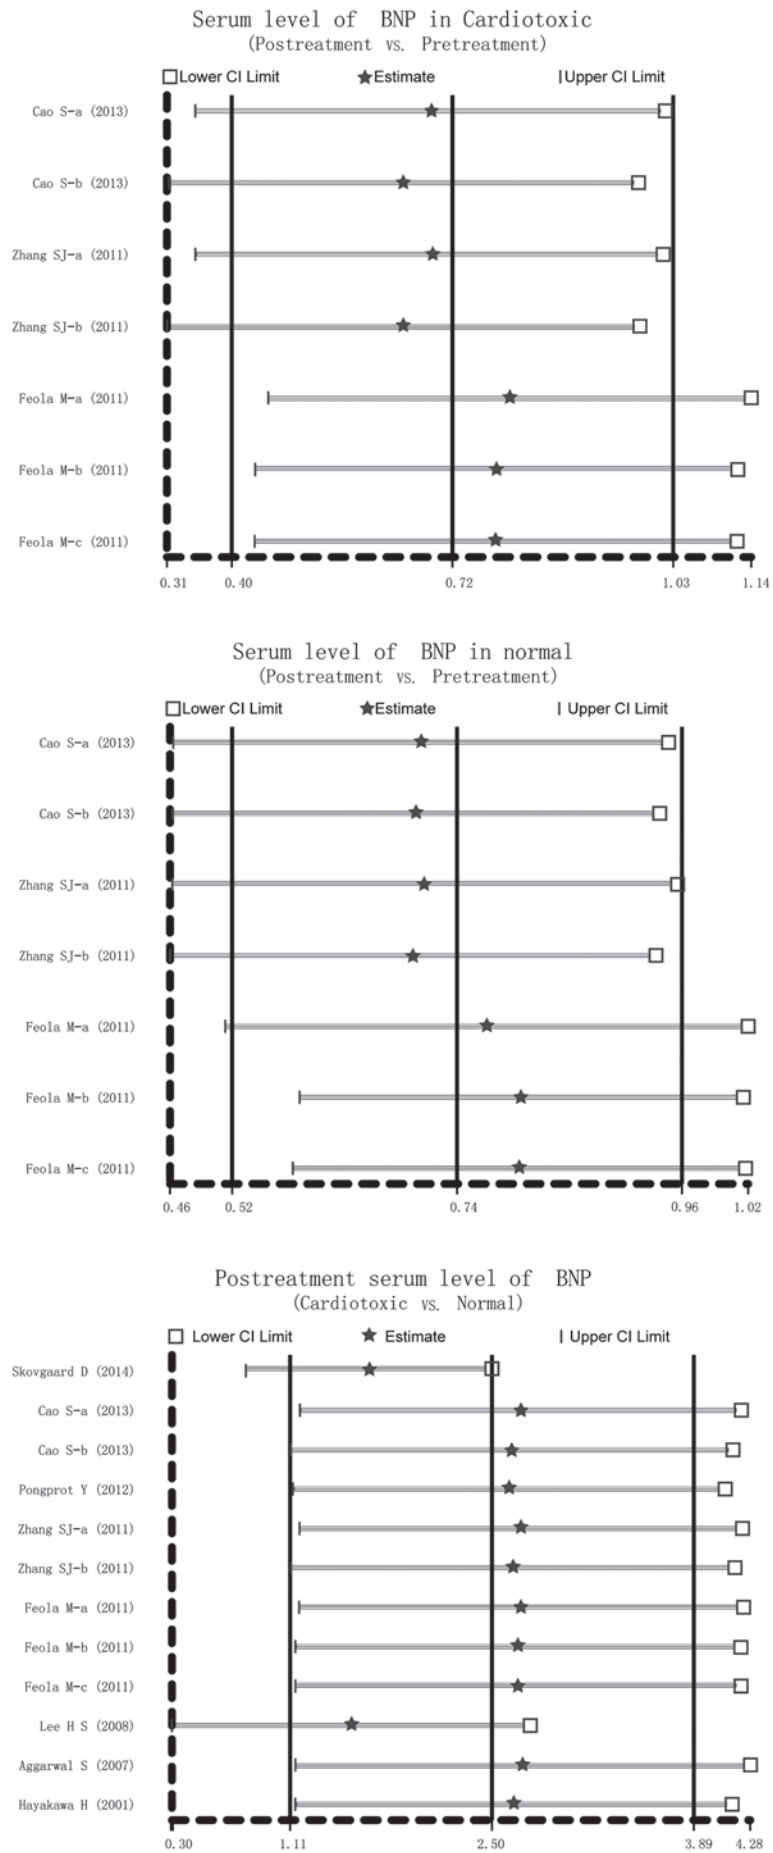 Serum level of BNP in Cardiotoxic
(Postreatment vs. Pretreatment)
Lower CI Limit Estimate Upper CI Limit
Cao S-a (2013)
Cao S-b (2013)
Zhang SJ-a (2011)
Zhang SJ-b (2011)
Feola M-a (2011)
Feola M-b (2011)
Feola M-c (2011)
0.31 0.40 0.72 1.03 1.14
Serum level of BNP in normal
(Postreatment vs. Pretreatment)
Lower CI Limit Estimate Upper CI Limit
Cao S-a (2013)
Cao S-b (2013)
Zhang SJ-a (2011)
Zhang SJ-b (2011)
Feola M-a (2011)
Feola M-b (2011)
Feola M-c (2011)
0.46 0.52 0.74 0.96 1.02
Postreatment serum level of BNP
(Cardiotoxic vs. Normal)
Lower CI Limit Estimate Upper CI Limit
Skovgaard D (2014)
Cao S-a (2013)
Cao S-b (2013)
Pongprot Y (2012)
Zhang SJ-a (2011)
Zhang SJ-b (2011)
Feola M-a (2011)
Feola M-b (2011)
Feola M-c (2011)
Lee H S (2008)
Aggarwal S (2007)
Hayakawa H (2001)
0.30 1.11 2.50 3.89 4.28